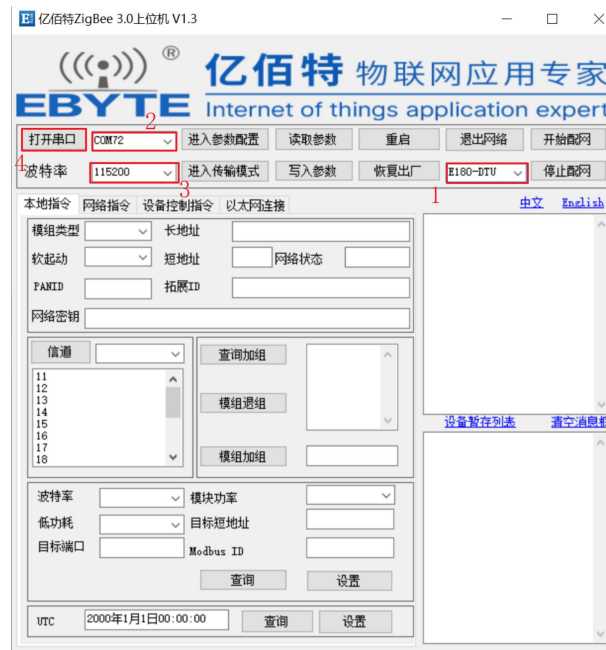 亿佰特ZigBee 3.0上位机 V1.3
®
亿佰特 物联网应用专家
EBYTE Internet of things application expert
2
打开串口 COM72 进入参数配置 读取参数 重启 退出网络 开始配网
4
波特率 115200 进入传输模式 写入参数 恢复出厂 E180-DTU 停止配网
3 1
本地指令 网络指令 设备控制指令 以太网连接 中文 English
模组类型 长地址
软起动 短地址 网络状态
PANID 拓展ID
网络密钥
信道 查询加组
11
12
13
14
15
16
17
18
模组退组
模组加组
设备暂存列表 清空消息框
波特率 模块功率
低功耗 目标短地址
目标端口 Modbus ID
查询 设置
UTC 2000年1月1日00:00:00 查询 设置